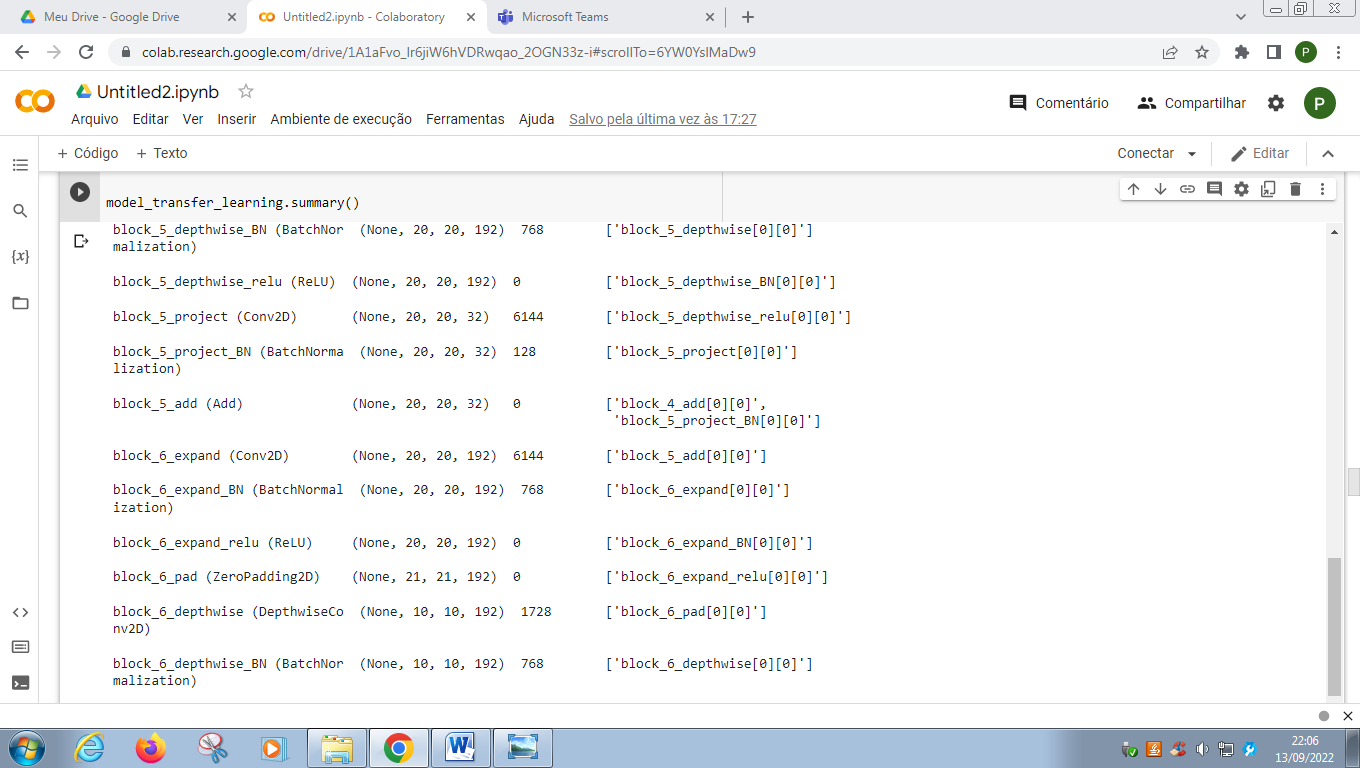 Meu Drive - Google Drive
Untitled2.ipynb - Colaboratory
Microsoft Teams
colab.research.google.com/drive/1A1aFvo_lr6jiW6hVDRwqao_2OGN33z-i#scrollTo=6YW0YsIMaDw9
P
Untitled2.ipynb
Comentário
Compartilhar
P
Arquivo Editar Ver Inserir Ambiente de execução Ferramentas Ajuda Salvo pela última vez às 17:27
+ Código + Texto
Conectar
Editar
model_transfer_learning.summary()
{x}
block_5_depthwise_BN (BatchNor (None, 20, 20, 192) 768 ['block_5_depthwise[0][0]']
malization)
block_5_depthwise_relu (ReLU) (None, 20, 20, 192) 0 ['block_5_depthwise_BN[0][0]']
block_5_project (Conv2D) (None, 20, 20, 32) 6144 ['block_5_depthwise_relu[0][0]']
block_5_project_BN (BatchNorma (None, 20, 20, 32) 128 ['block_5_project[0][0]']
lization)
block_5_add (Add) (None, 20, 20, 32) 0 ['block_4_add[0][0]',
'block_5_project_BN[0][0]']
block_6_expand (Conv2D) (None, 20, 20, 192) 6144 ['block_5_add[0][0]']
block_6_expand_BN (BatchNormal (None, 20, 20, 192) 768 ['block_6_expand[0][0]']
ization)
block_6_expand_relu (ReLU) (None, 20, 20, 192) 0 ['block_6_expand_BN[0][0]']
block_6_pad (ZeroPadding2D) (None, 21, 21, 192) 0 ['block_6_expand_relu[0][0]']
block_6_depthwise (DepthwiseCo (None, 10, 10, 192) 1728 ['block_6_pad[0][0]']
nv2D)
block_6_depthwise_BN (BatchNor (None, 10, 10, 192) 768 ['block_6_depthwise[0][0]']
malization)
22:06
13/09/2022